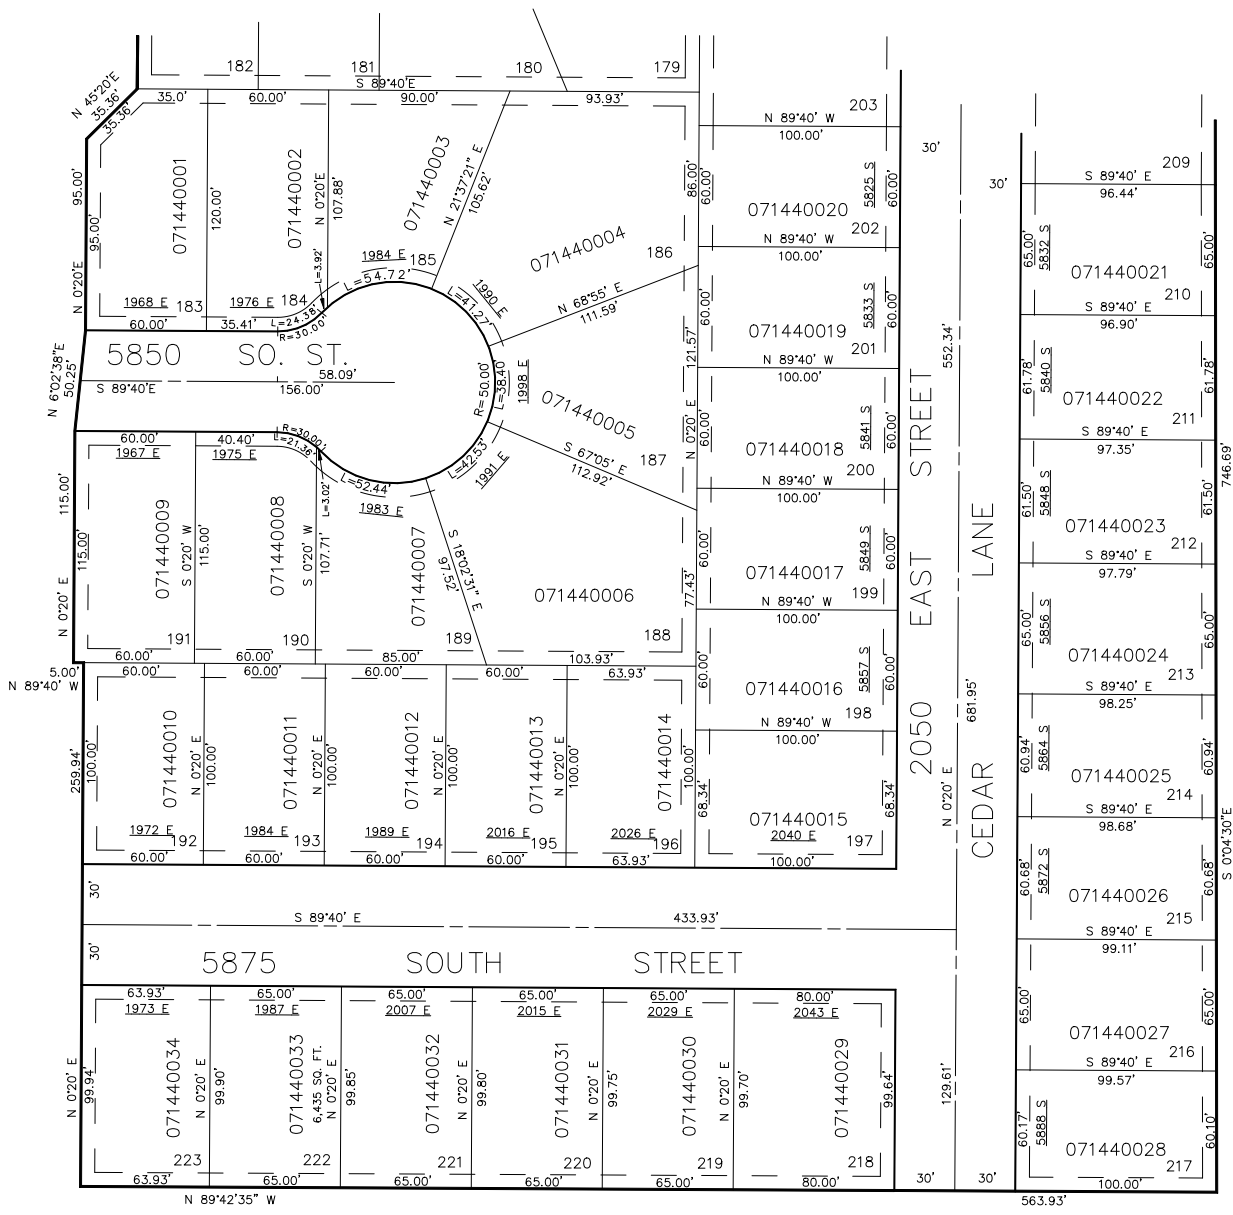 182
181
180
179
S 89°40'E
N 45°20'E
35.36'
35.36'
35.0'
60.00'
90.00'
93.93'
95.00'
95.00'
N 0°20'E
071440001
120.00'
071440002
N 0°20'E
107.88'
071440003
N 21°37'21" E
105.62'
071440004
186
86.00'
1968 E
183
1976 E
184
L=3.92'
1984 E
185
L=54.72'
L=41.27'
1990 E
N 68°55' E
111.59'
60.00'
35.41'
L=24.38'
R=30.00'
5850 SO. ST.
N 6°02'38"E
50.25'
S 89°40'E
58.09'
156.00'
R=50.00'
L=38.40'
1998 E
121.57'
N 0°20' E
071440005
187
S 67°05' E
112.92'
60.00'
1967 E
40.40'
1975 E
R=30.00'
L=21.36'
L=3.02'
L=52.44'
1983 E
L=42.53'
1991 E
115.00'
115.00'
N 0°20' E
071440009
S 0°20' W
115.00'
071440008
S 0°20' W
107.71'
071440007
S 18°02'31" E
97.52'
071440006
77.43'
191
190
189
188
60.00'
60.00'
85.00'
103.93'
5.00'
N 89°40' W
60.00'
60.00'
60.00'
60.00'
63.93'
259.94'
100.00'
071440010
N 0°20' E
100.00'
071440011
N 0°20' E
100.00'
071440012
N 0°20' E
100.00'
071440013
N 0°20' E
100.00'
071440014
100.00'
1972 E
192
1984 E
193
1989 E
194
2016 E
195
2026 E
196
60.00'
60.00'
60.00'
60.00'
63.93'
203
N 89°40' W
100.00'
60.00'
5825 S
60.00'
071440020
202
N 89°40' W
100.00'
60.00'
5833 S
60.00'
071440019
201
N 89°40' W
100.00'
60.00'
5841 S
60.00'
071440018
200
N 89°40' W
100.00'
60.00'
5849 S
60.00'
071440017
199
N 89°40' W
60.00'
5857 S
60.00
071440016
198
N 89°40' W
100.00'
68.34'
68.34'
071440015
2040 E
197
100.00'
30'
30'
552.34'
2050 EAST STREET
681.95'
N 0°20' E
CEDAR LANE
209
S 89°40' E
96.44'
65.00'
5832 S
65.00'
071440021
210
S 89°40' E
96.90'
61.78'
5840 S
61.78'
071440022
211
S 89°40' E
97.35'
61.50'
5848 S
61.50'
071440023
212
S 89°40' E
97.79'
65.00'
5856 S
65.00'
071440024
213
S 89°40' E
98.25'
60.94'
5864 S
60.94'
071440025
214
S 89°40' E
98.68'
60.68'
5872 S
60.68'
071440026
215
S 89°40' E
99.11'
65.00'
65.00'
071440027
216
S 89°40' E
99.57'
60.17'
5888 S
60.10'
071440028
217
100.00'
746.69'
S 0°04'30"E
30'
S 89°40' E
433.93'
30'
5875 SOUTH STREET
63.93'
65.00'
65.00'
65.00'
65.00'
80.00'
1973 E
1987 E
2007 E
2015 E
2029 E
2043 E
N 0°20' E
99.94'
071440034
N 0°20' E
99.90'
071440033
6,435 SQ. FT.
N 0°20' E
99.85'
071440032
N 0°20' E
99.80'
071440031
N 0°20' E
99.75'
071440030
N 0°20' E
99.70'
071440029
99.64'
129.61'
223
222
221
220
219
218
63.93'
65.00'
65.00'
65.00'
65.00'
80.00'
30'
30'
N 89°42'35" W
563.93'